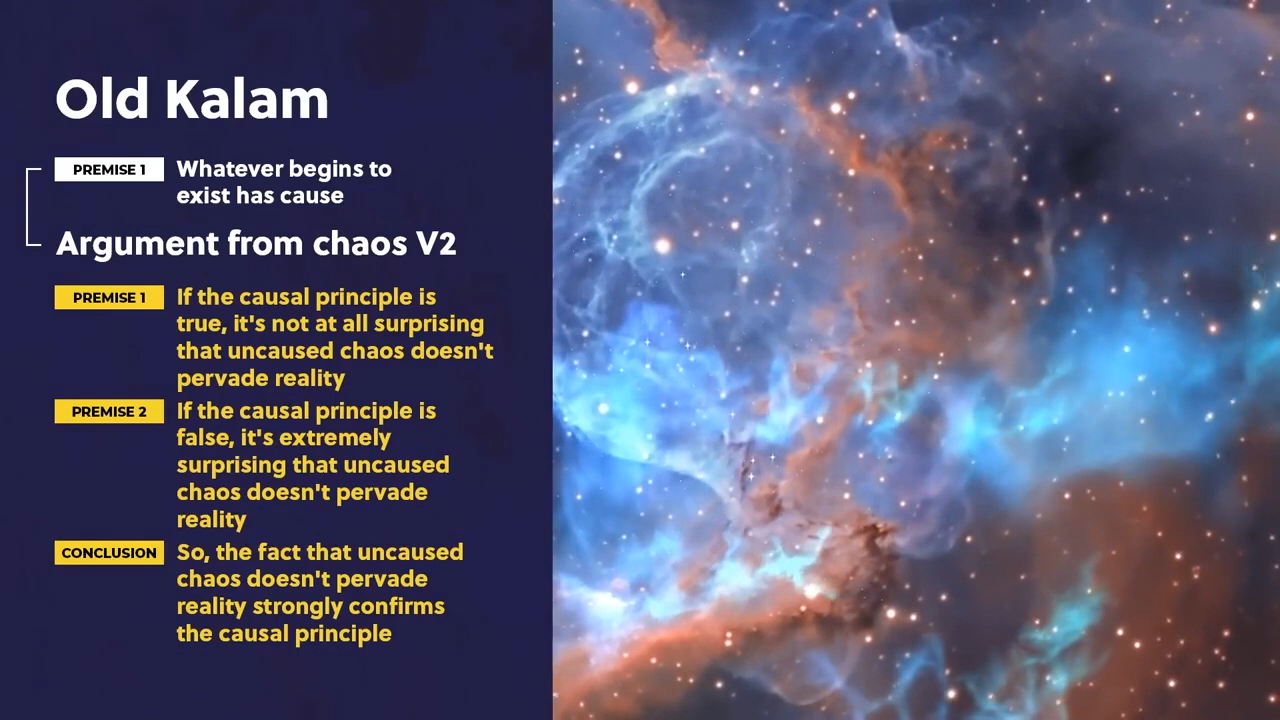 Old Kalam
PREMISE 1 Whatever begins to
exist has cause
Argument from chaos V2
PREMISE 1 If the causal principle is
true, it's not at all surprising
that uncaused chaos doesn't
pervade reality
PREMISE 2 If the causal principle is
false, it's extremely
surprising that uncaused
chaos doesn't pervade
reality
CONCLUSION So, the fact that uncaused
chaos doesn't pervade
reality strongly confirms
the causal principle